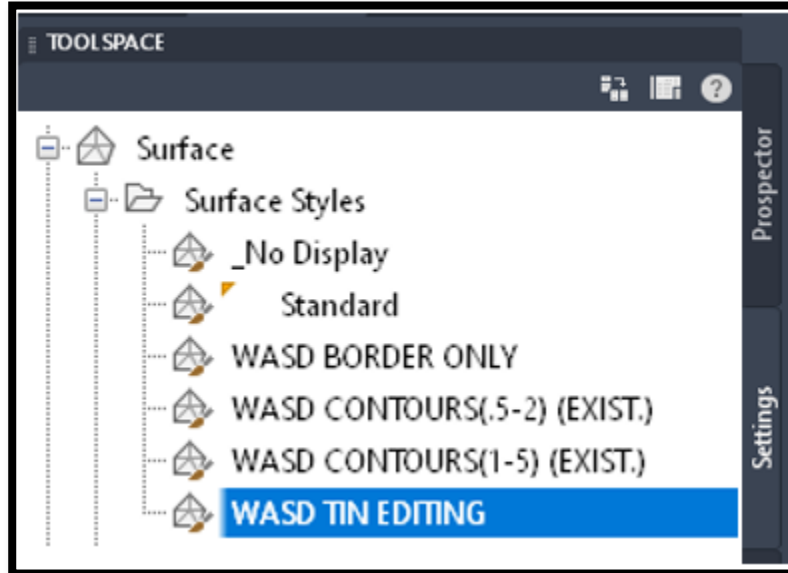 TOOLSPACE
Surface
Surface Styles
_No Display
Standard
WASD BORDER ONLY
WASD CONTOURS(.5-2) (EXIST.)
WASD CONTOURS(1-5) (EXIST.)
WASD TIN EDITING
Prospector
Settings